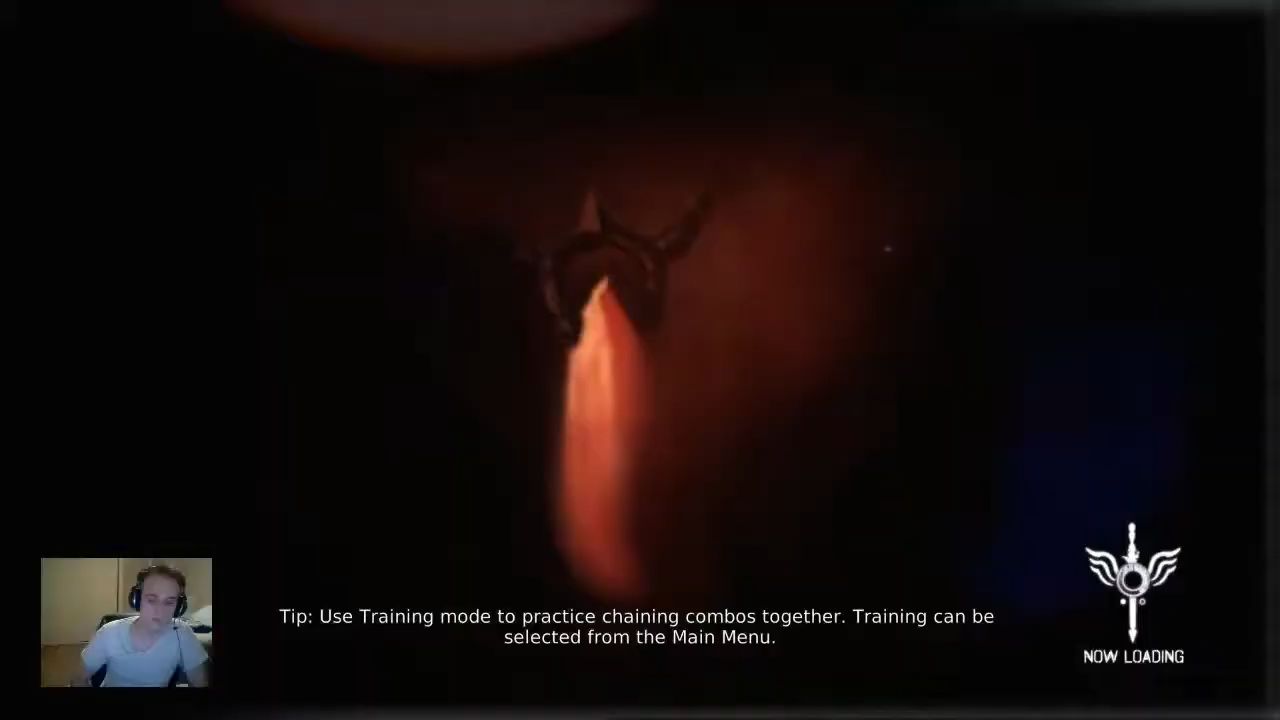 Tip: Use Training mode to practice chaining combos together. Training can be
selected from the Main Menu.
NOW LOADING